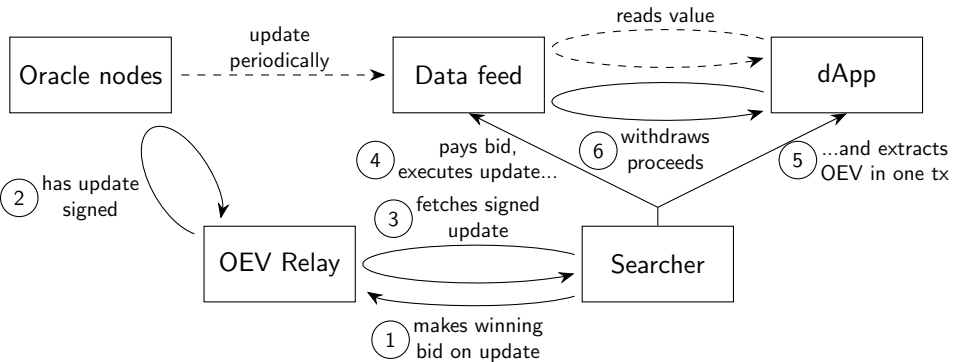 reads value
update
periodically
Oracle nodes
Data feed
dApp
4
pays bid,
executes update...
6
withdraws
proceeds
5
...and extracts
OEV in one tx
2
has update
signed
3
fetches signed
update
OEV Relay
Searcher
1
makes winning
bid on update